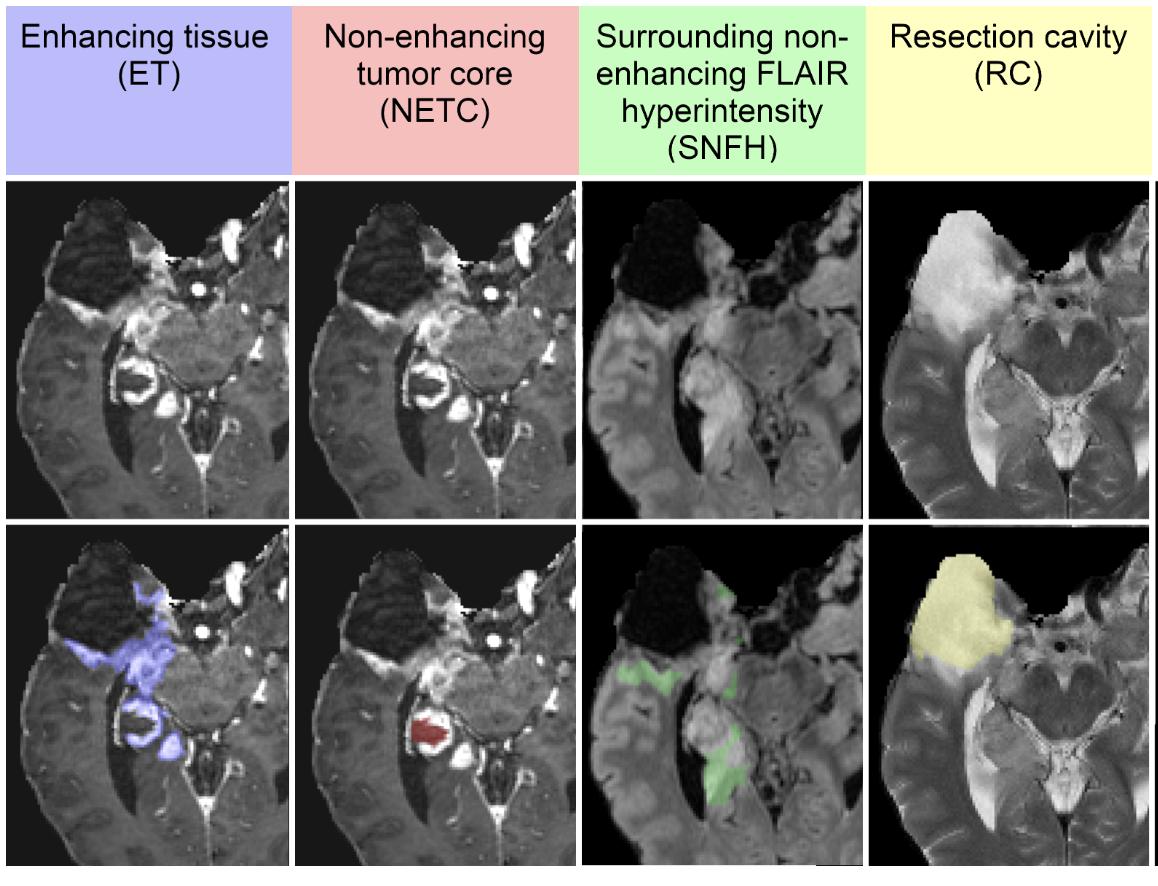 Enhancing tissue
(ET)
Non-enhancing
tumor core
(NETC)
Surrounding non-
enhancing FLAIR
hyperintensity
(SNFH)
Resection cavity
(RC)